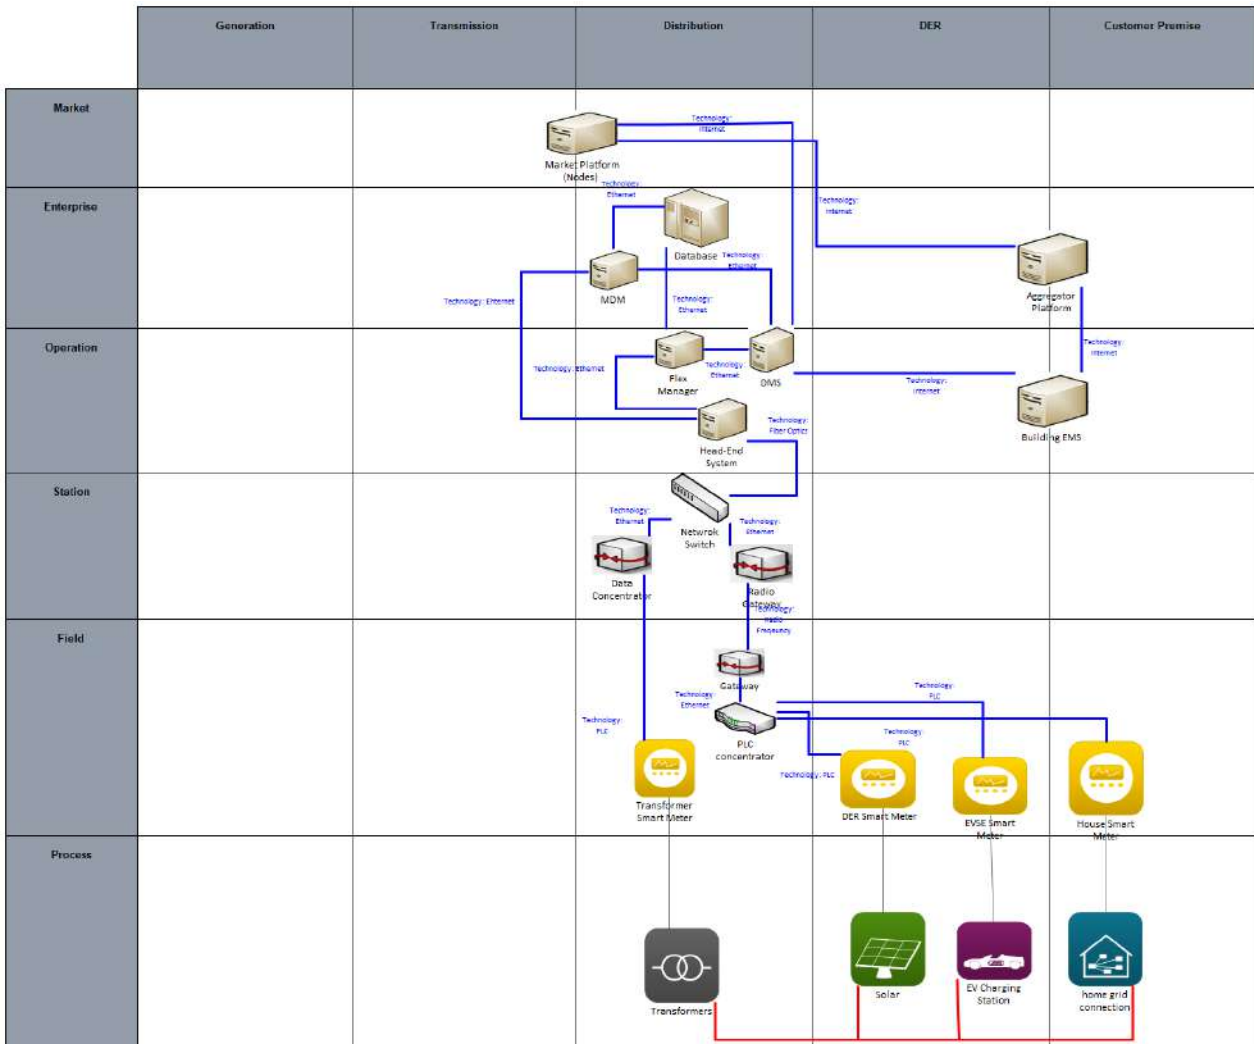 Generation
Transmission
Distribution
DER
Customer Premise
Market
Technology:
Internet
Market Platform
(Nodes)
Technology:
Ethernet
Technology:
Internet
Enterprise
Database
Technology:
Ethernet
MDM
Technology: Ethernet
Technology:
Ethernet
Aggregator
Platform
Operation
Technology: Ethernet
Flex
Manager
Technology:
Ethernet
DMS
Technology:
Internet
Technology:
Internet
Building EMS
Technology:
Fiber Optics
Head-End
System
Station
Technology:
Ethernet
Netwrok
Switch
Technology:
Ethernet
Data
Concentrator
Radio
Gateway
Technology:
Radio
Field
Gateway
Technology:
Ethernet
Technology:
PLC
Technology:
PLC
PLC
concentrator
Technology:
PLC
Technology: PLC
Transformer
Smart Meter
DER Smart Meter
EVSE Smart
Meter
House Smart
Meter
Process
Transformers
Solar
EV Charging
Station
home grid
connection